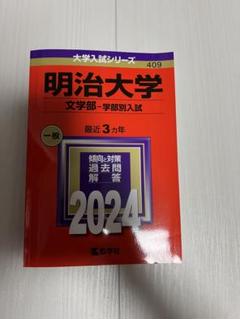 大学入試シリーズ
409
明治大学
文学部－学部別入試
一般
最近3カ年
傾向と対策
過去問
解答
2024
教学社